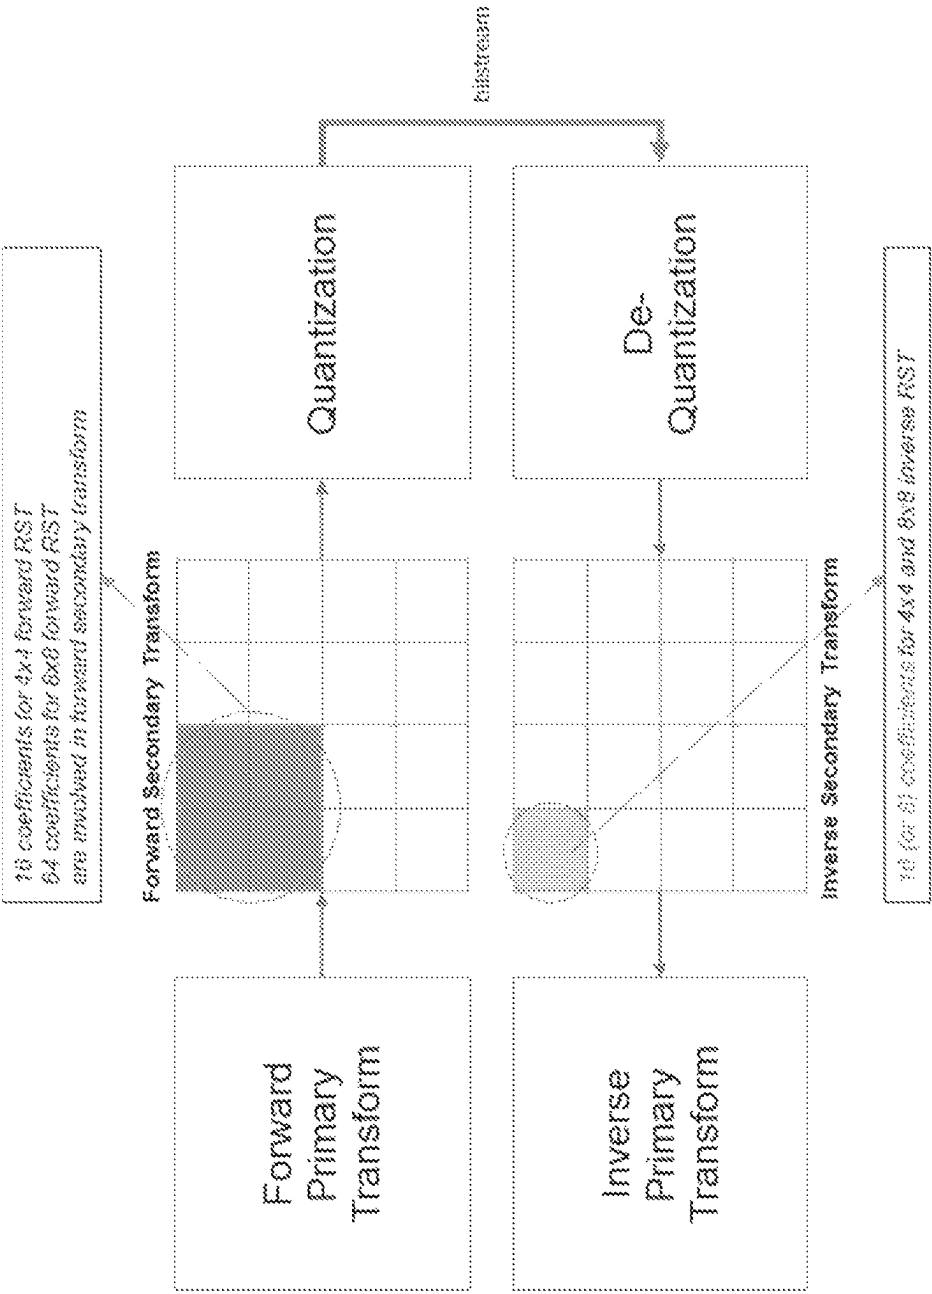 16 coefficients for 4x4 forward RST
64 coefficients for 8x8 forward RST
are involved in forward secondary transform
Forward Secondary Transform
Forward
Primary
Transform
Quantization
bitstream
Inverse
Primary
Transform
De-
Quantization
Inverse Secondary Transform
16 (or 8) coefficients for 4x4 and 8x8 inverse RST